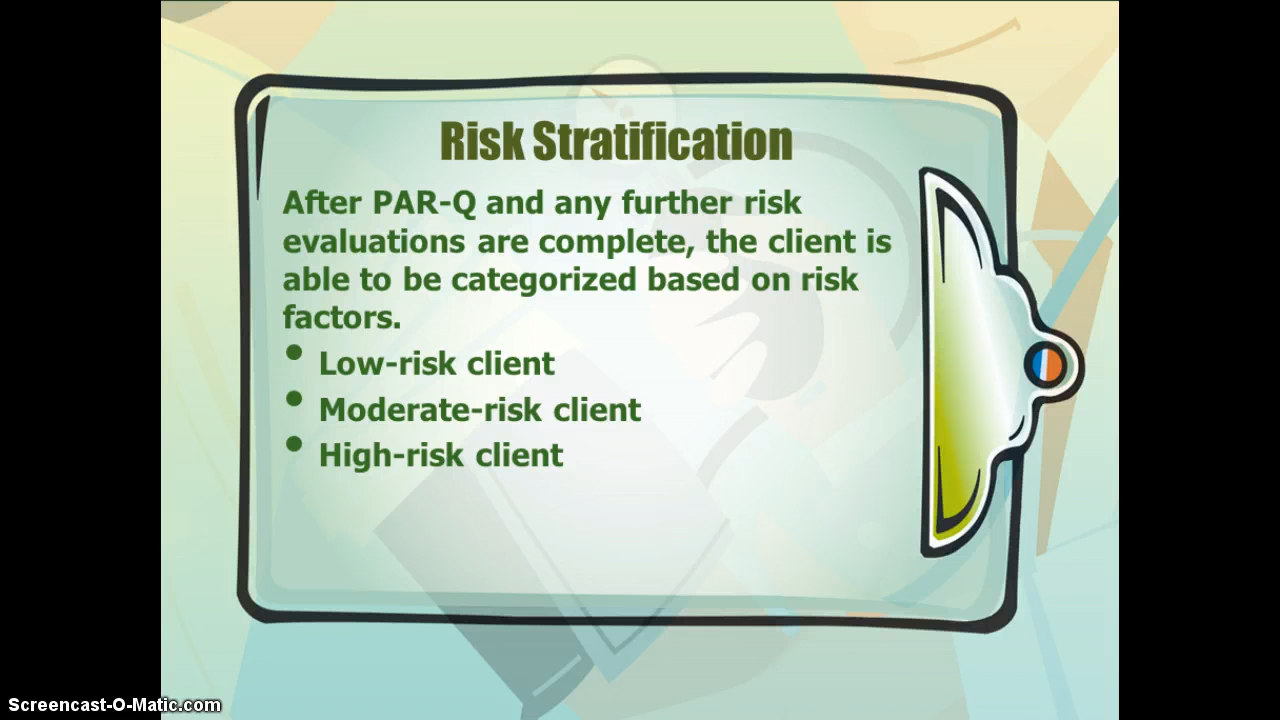 Risk Stratification
After PAR-Q and any further risk
evaluations are complete, the client is
able to be categorized based on risk
factors.
• Low-risk client
• Moderate-risk client
• High-risk client
Screencast-O-Matic.com